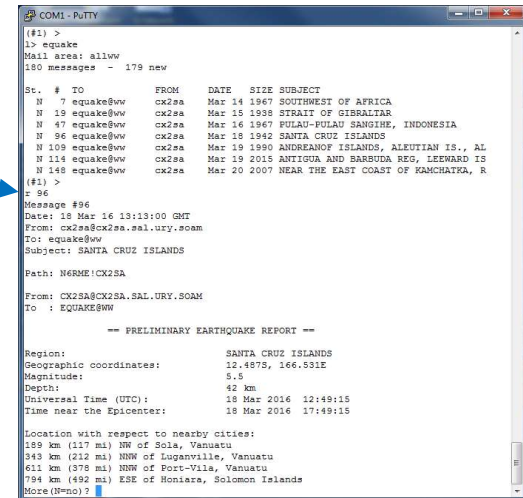 COM1 - PuTTY
(#1) >
l> equake
Mail area: allww
180 messages - 179 new
St. # TO FROM DATE SIZE SUBJECT
N 7 equake@ww cx2sa Mar 14 1967 SOUTHWEST OF AFRICA
N 19 equake@ww cx2sa Mar 15 1938 STRAIT OF GIBRALTAR
N 47 equake@ww cx2sa Mar 16 1967 PULAU-PULAU SANGIHE, INDONESIA
N 96 equake@ww cx2sa Mar 18 1942 SANTA CRUZ ISLANDS
N 109 equake@ww cx2sa Mar 19 1990 ANDREANOF ISLANDS, ALEUTIAN IS., AL
N 114 equake@ww cx2sa Mar 19 2015 ANTIGUA AND BARBUDA REG, LEEWARD IS
N 148 equake@ww cx2sa Mar 20 2007 NEAR THE EAST COAST OF KAMCHATKA, R
(#1) >
r 96
Message #96
Date: 18 Mar 16 13:13:00 GMT
From: cx2sa@cx2sa.sal.ury.soam
To: equake@ww
Subject: SANTA CRUZ ISLANDS
Path: N6RME!CX2SA
From: CX2SA@CX2SA.SAL.URY.SOAM
To : EQUAKE@WW
== PRELIMINARY EARTHQUAKE REPORT ==
Region: SANTA CRUZ ISLANDS
Geographic coordinates: 12.487S, 166.531E
Magnitude: 5.5
Depth: 42 km
Universal Time (UTC): 18 Mar 2016 12:49:15
Time near the Epicenter: 18 Mar 2016 17:49:15
Location with respect to nearby cities:
189 km (117 mi) NW of Sola, Vanuatu
343 km (212 mi) NNW of Luganville, Vanuatu
611 km (378 mi) NNW of Port-Vila, Vanuatu
794 km (492 mi) ESE of Honiara, Solomon Islands
More(N=no)?